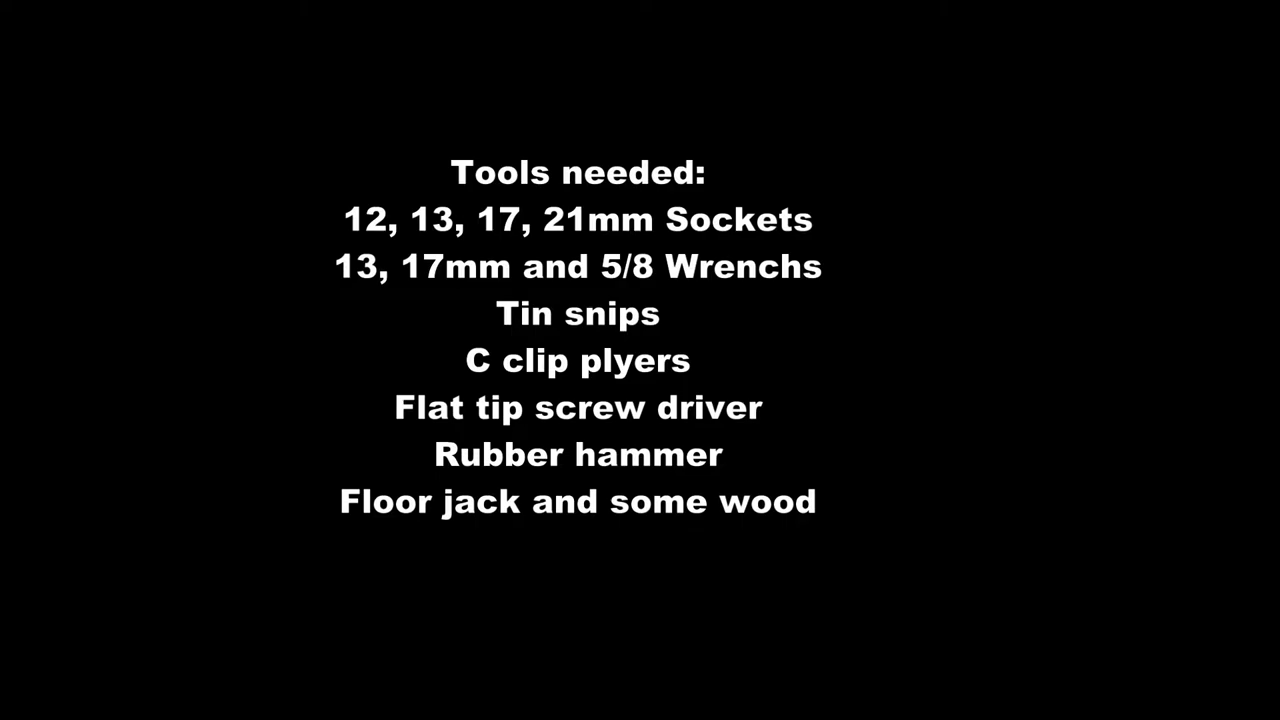 Tools needed:
12, 13, 17, 21mm Sockets
13, 17mm and 5/8 Wrenchs
Tin snips
C clip plyers
Flat tip screw driver
Rubber hammer
Floor jack and some wood